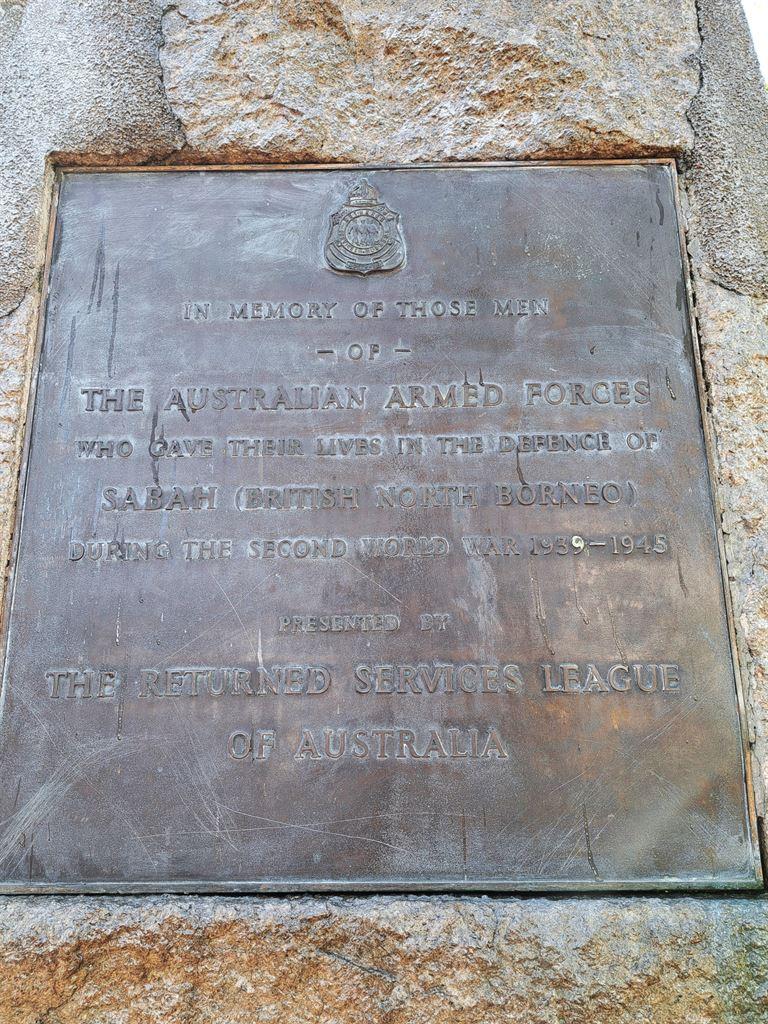 IN MEMORY OF THOSE MEN
– OF –
THE AUSTRALIAN ARMED FORCES
WHO GAVE THEIR LIVES IN THE DEFENCE OF
SABAH (BRITISH NORTH BORNEO)
DURING THE SECOND WORLD WAR 1939–1945
PRESENTED BY
THE RETURNED SERVICES LEAGUE
OF AUSTRALIA